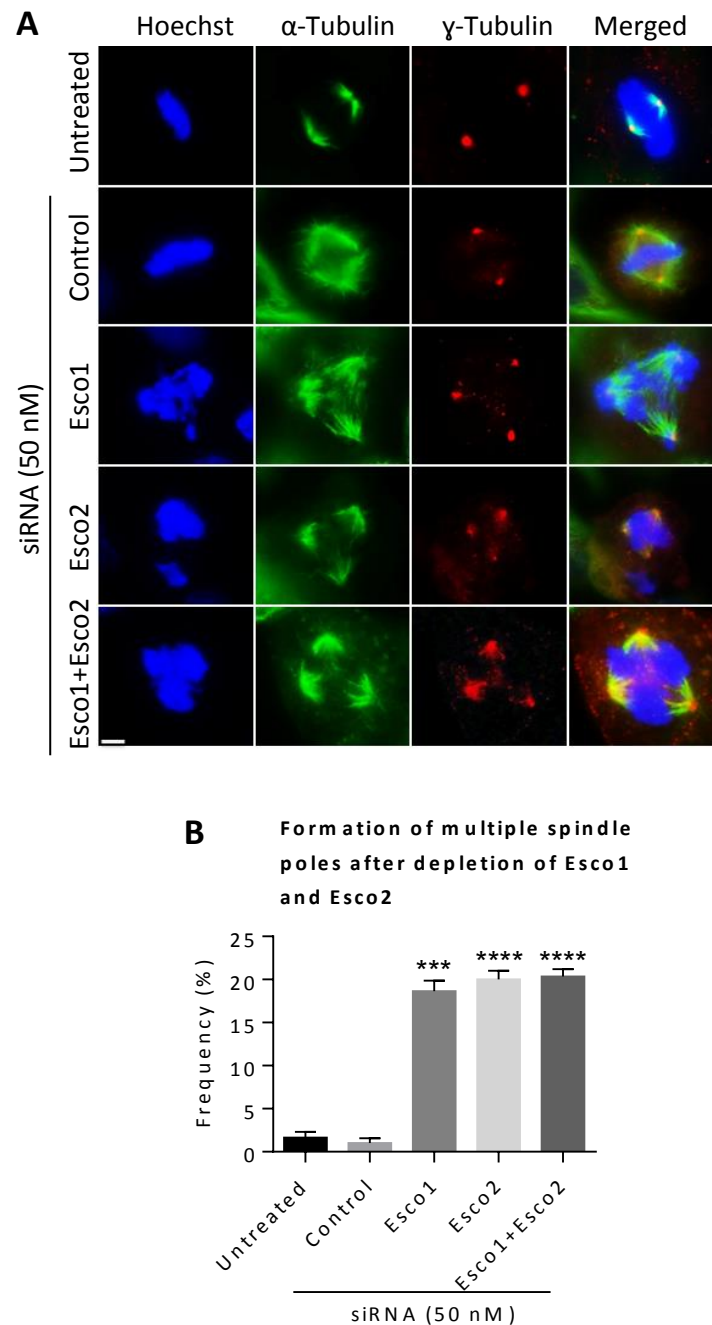 A
Hoechst α-Tubulin ɣ-Tubulin Merged
Untreated
Control
Esco1
Esco2
Esco1+Esco2
siRNA (50 nM)
B
Formation of multiple spindle
poles after depletion of Esco1
and Esco2
Frequency (%)
25
20
15
10
5
0
*** **** ****
Untreated
Control
Esco1
Esco2
Esco1+Esco2
siRNA (50 nM)